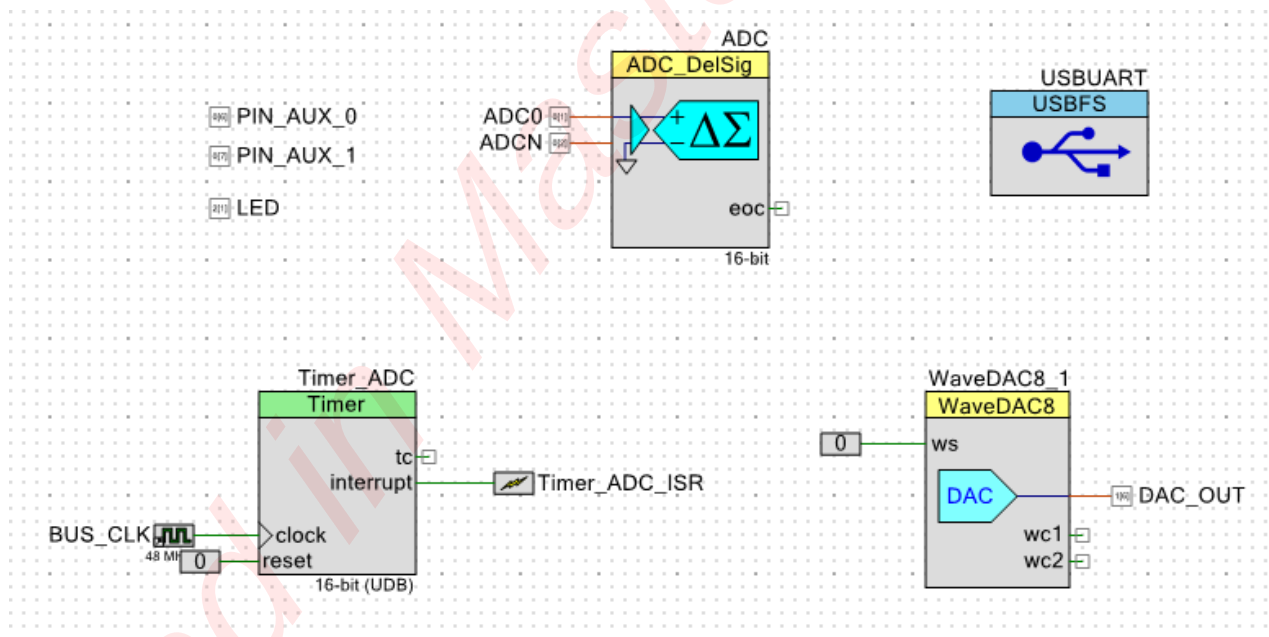 ADC
ADC_DelSig
USBUART
USBFS
PIN_AUX_0
ADC0
PIN_AUX_1
ADCN
+
ΔΣ
−
LED
eoc
16-bit
Timer_ADC
Timer
tc
interrupt
Timer_ADC_ISR
BUS_CLK
clock
48 MH
0
reset
16-bit (UDB)
WaveDAC8_1
WaveDAC8
0
ws
DAC
DAC_OUT
wc1
wc2